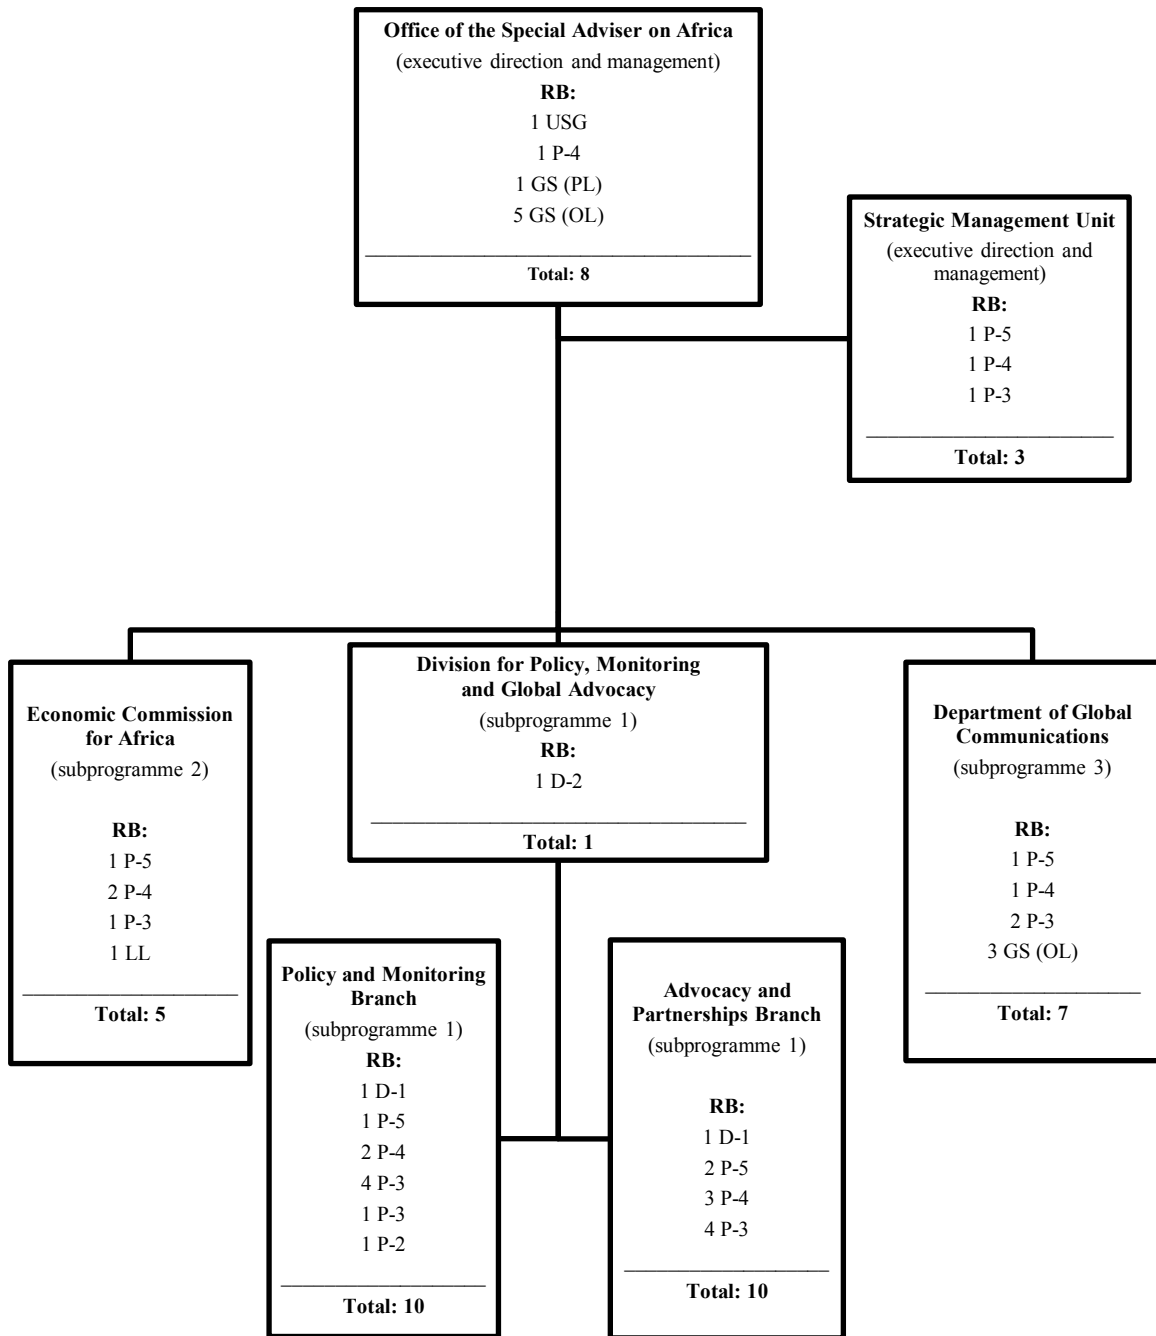 Office of the Special Adviser on Africa
(executive direction and management)
RB:
1 USG
1 P-4
1 GS (PL)
5 GS (OL)
Total: 8
Strategic Management Unit
(executive direction and
management)
RB:
1 P-5
1 P-4
1 P-3
Total: 3
Economic Commission
for Africa
(subprogramme 2)
RB:
1 P-5
2 P-4
1 P-3
1 LL
Total: 5
Division for Policy, Monitoring
and Global Advocacy
(subprogramme 1)
RB:
1 D-2
Total: 1
Department of Global
Communications
(subprogramme 3)
RB:
1 P-5
1 P-4
2 P-3
3 GS (OL)
Total: 7
Policy and Monitoring
Branch
(subprogramme 1)
RB:
1 D-1
1 P-5
2 P-4
4 P-3
1 P-3
1 P-2
Total: 10
Advocacy and
Partnerships Branch
(subprogramme 1)
RB:
1 D-1
2 P-5
3 P-4
4 P-3
Total: 10